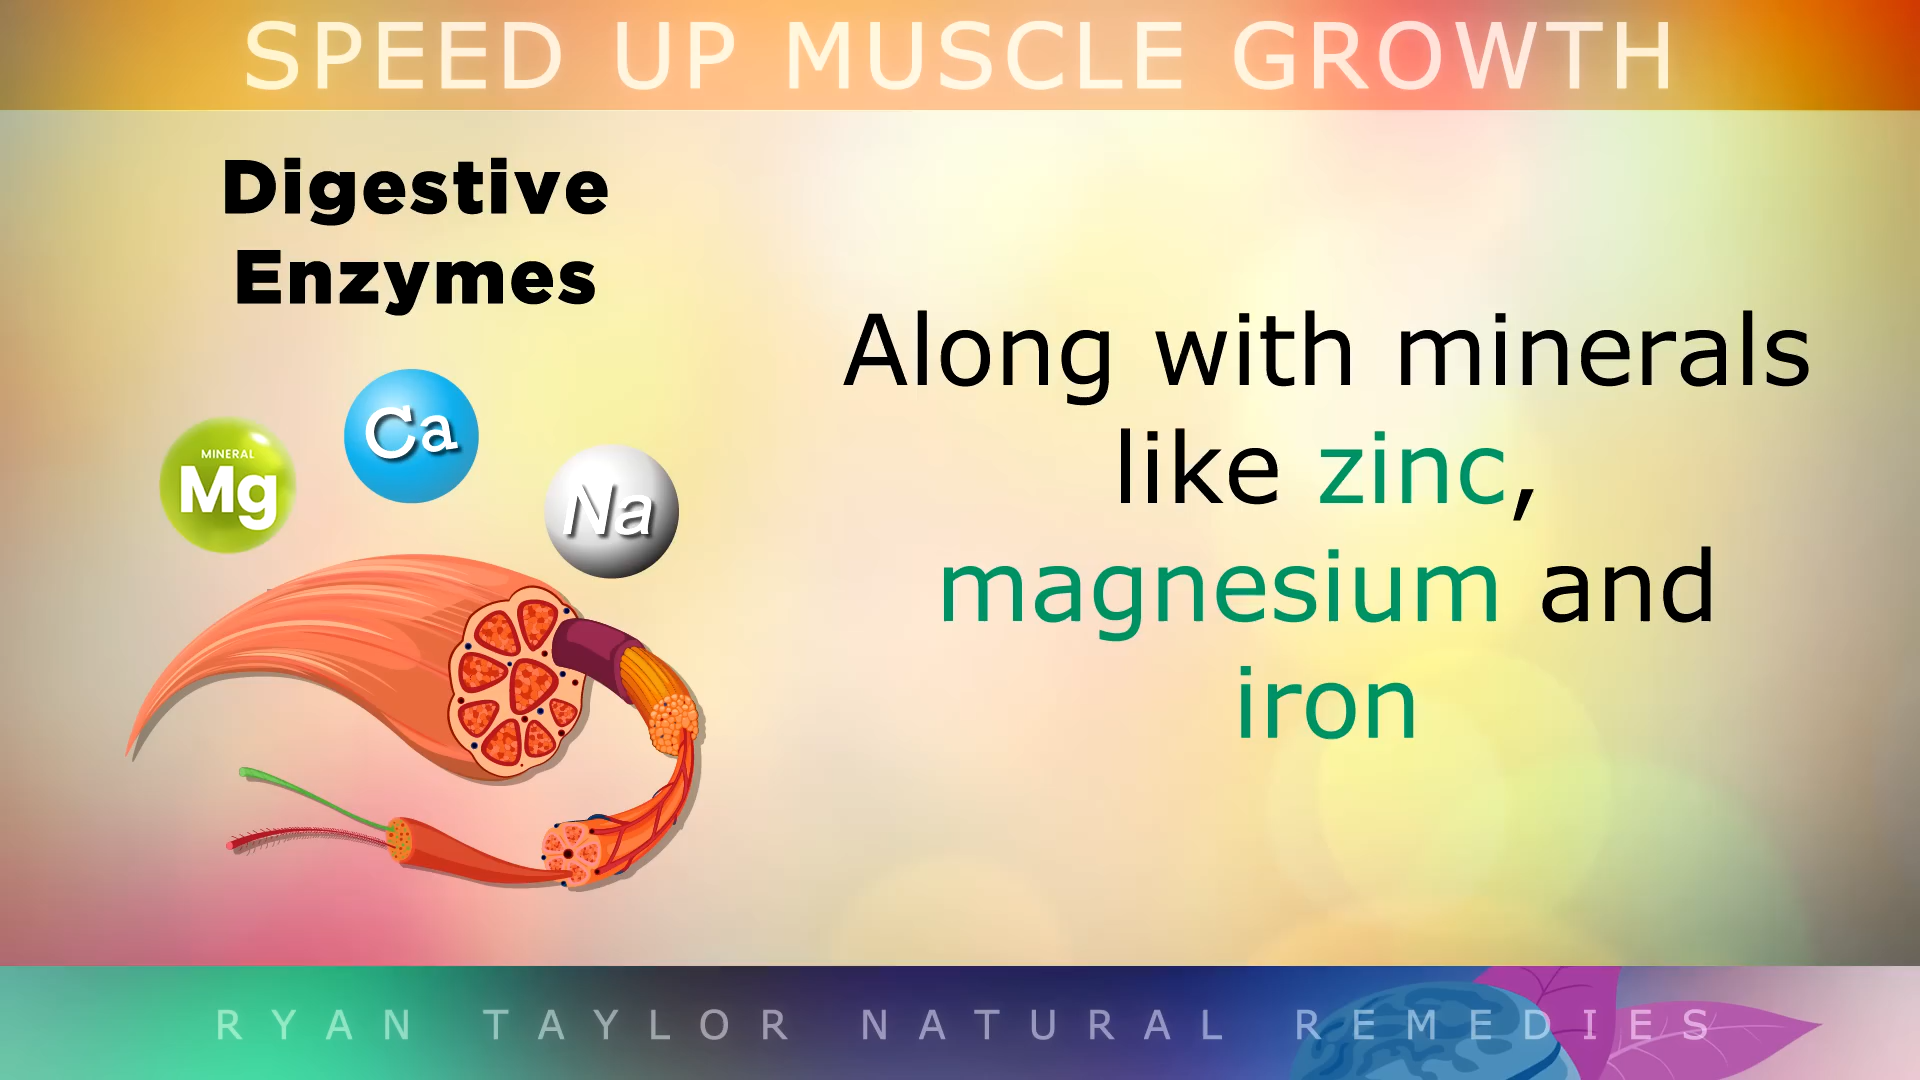 SPEED UP MUSCLE GROWTH
Digestive
Enzymes
MINERAL
Mg
Ca
Na
Along with minerals
like zinc,
magnesium and
iron
RYAN TAYLOR NATURAL REMEDIES